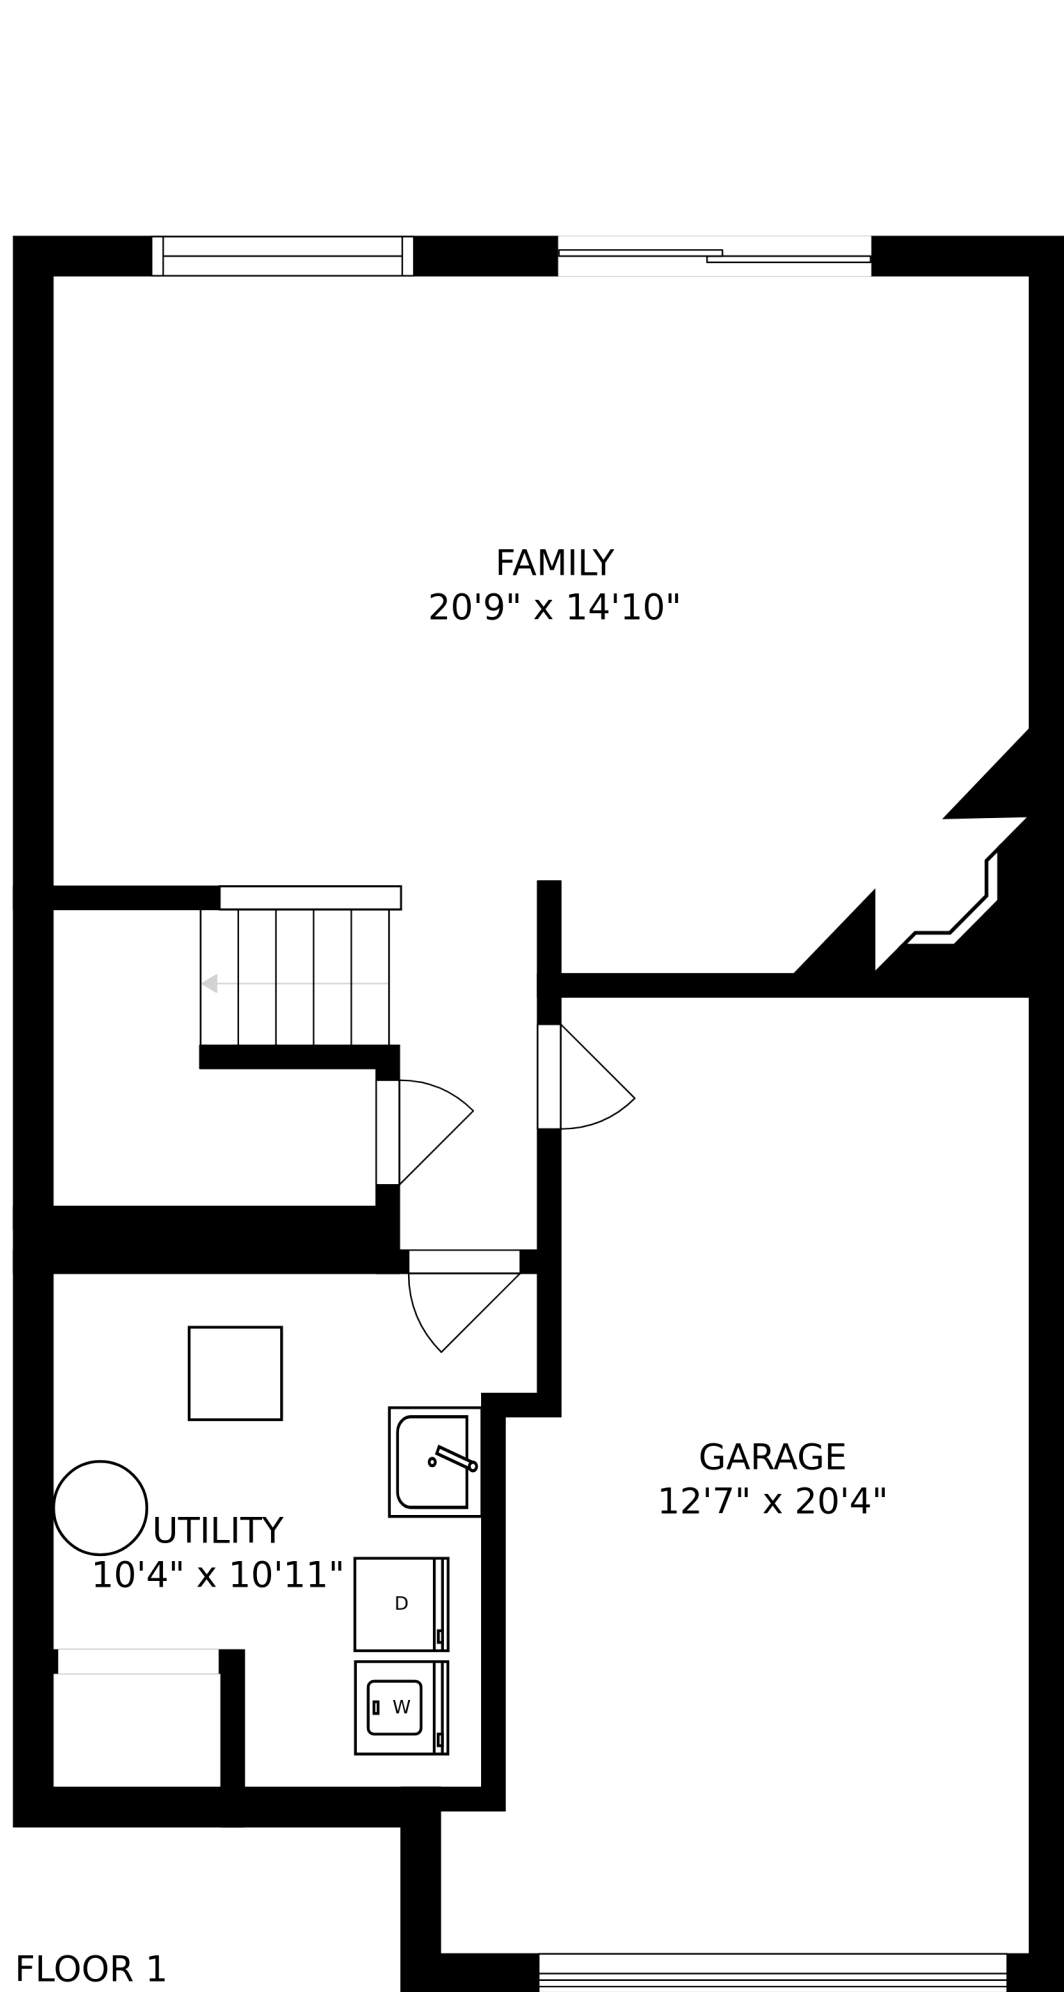 FAMILY
20'9" x 14'10"
GARAGE
12'7" x 20'4"
UTILITY
10'4" x 10'11"
D
W
FLOOR 1